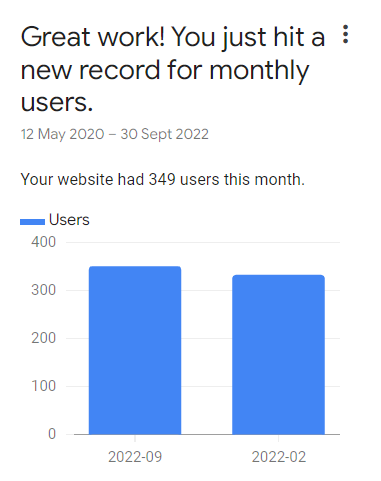 Great work! You just hit a
new record for monthly
users.
12 May 2020 – 30 Sept 2022
Your website had 349 users this month.
Users
400
300
200
100
0
2022-09 2022-02